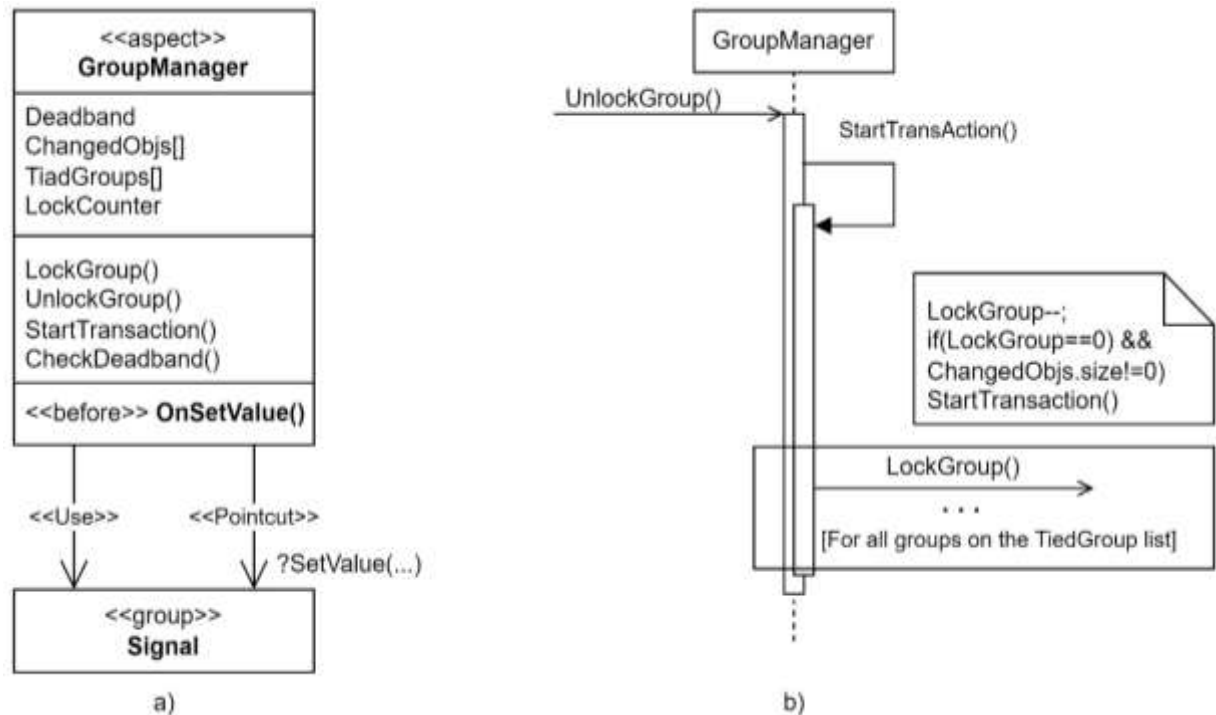 <<aspect>>
GroupManager
Deadband
ChangedObjs[]
TiadGroups[]
LockCounter
LockGroup()
UnlockGroup()
StartTransaction()
CheckDeadband()
<<before>> OnSetValue()
<<Use>>
<<Pointcut>>
?SetValue(...)
<<group>>
Signal
a)
GroupManager
UnlockGroup()
StartTransAction()
LockGroup--;
if(LockGroup==0) &&
ChangedObjs.size!=0)
StartTransaction()
LockGroup()
...
[For all groups on the TiedGroup list]
b)